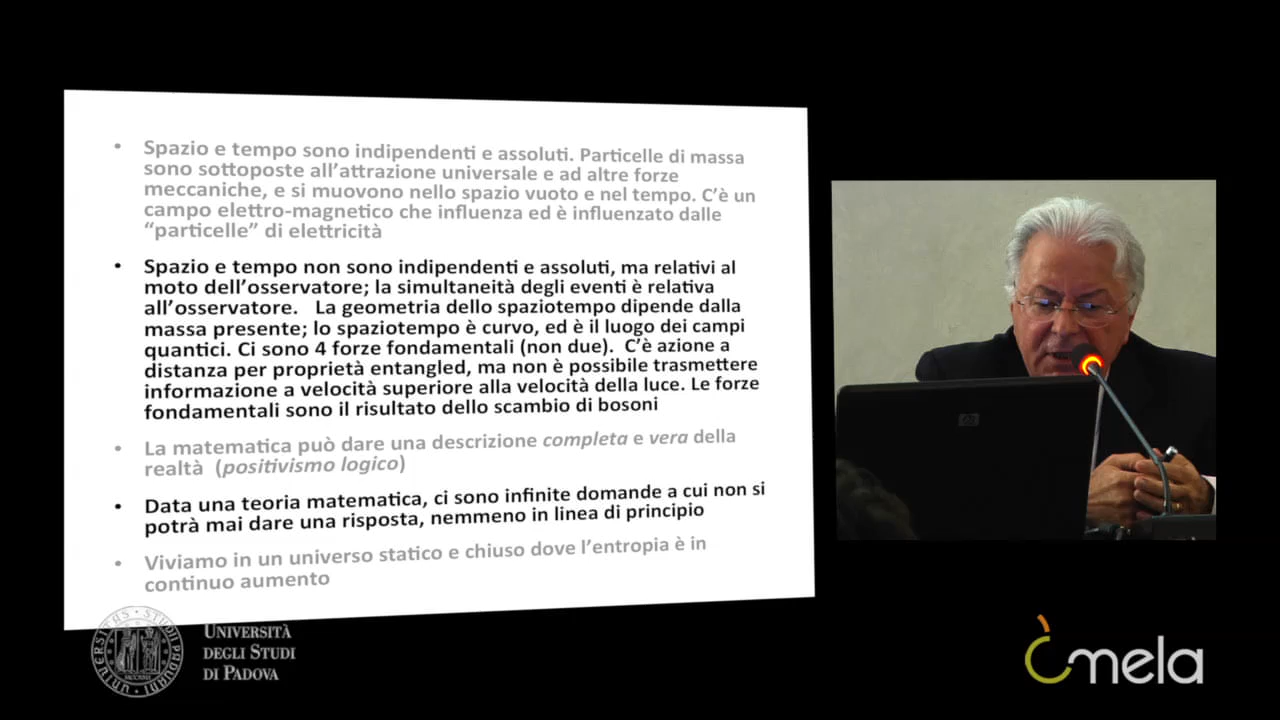 • Spazio e tempo sono indipendenti e assoluti. Particelle di massa
sono sottoposte all'attrazione universale e ad altre forze
meccaniche, e si muovono nello spazio vuoto e nel tempo. C'è un
campo elettro-magnetico che influenza ed è influenzato dalle
“particelle” di elettricità
• Spazio e tempo non sono indipendenti e assoluti, ma relativi al
moto dell'osservatore; la simultaneità degli eventi è relativa
all'osservatore. La geometria dello spaziotempo dipende dalla
massa presente; lo spaziotempo è curvo, ed è il luogo dei campi
quantici. Ci sono 4 forze fondamentali (non due). C'è azione a
distanza per proprietà entangled, ma non è possibile trasmettere
informazione a velocità superiore alla velocità della luce. Le forze
fondamentali sono il risultato dello scambio di bosoni
• La matematica può dare una descrizione completa e vera della
realtà (positivismo logico)
• Data una teoria matematica, ci sono infinite domande a cui non si
potrà mai dare una risposta, nemmeno in linea di principio
• Viviamo in un universo statico e chiuso dove l'entropia è in
continuo aumento
UNIVERSITÀ
DEGLI STUDI
DI PADOVA
mela
hp